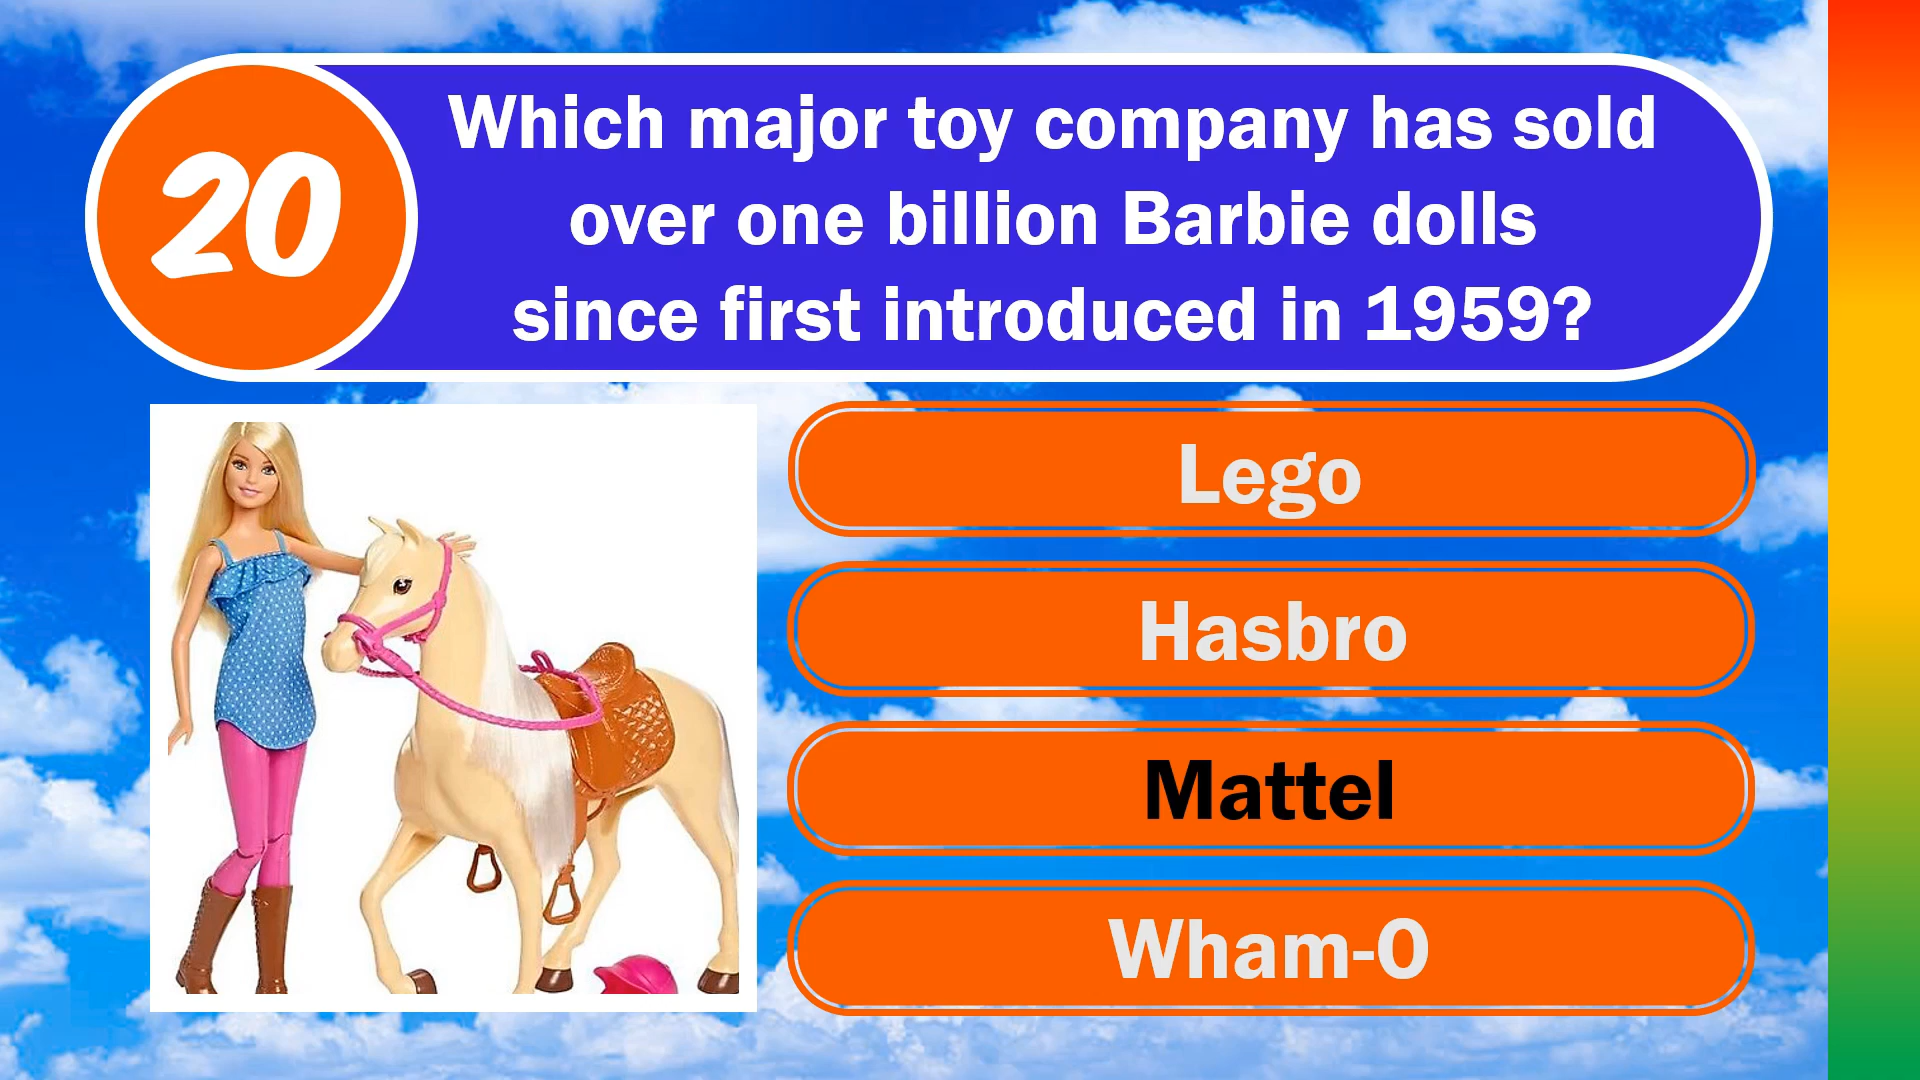 20
Which major toy company has sold
over one billion Barbie dolls
since first introduced in 1959?
Lego
Hasbro
Mattel
Wham-O